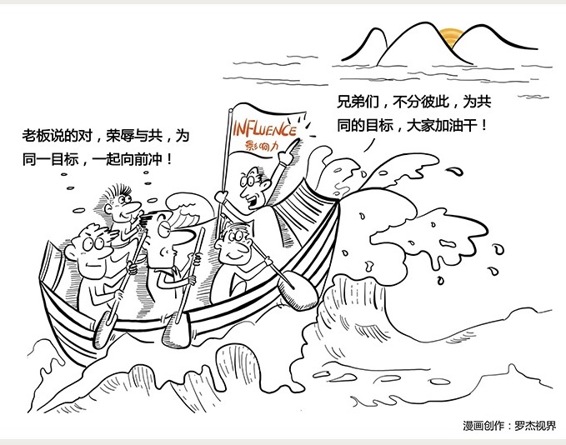 兄弟们，不分彼此，为共
同的目标，大家加油干！
老板说的对，荣辱与共，为
同一目标，一起向前冲！
INFLUENCE
影响力
漫画创作：罗杰视界